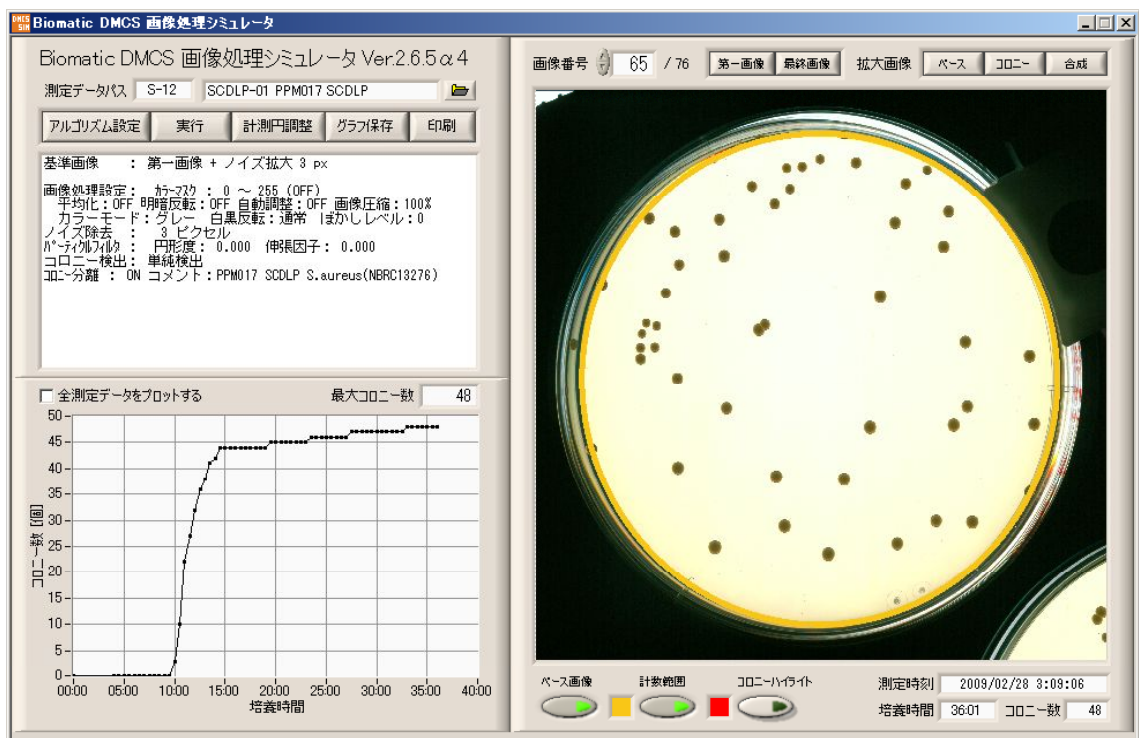 Biomatic DMCS 画像処理シミュレータ
Biomatic DMCS 画像処理シミュレータ Ver.2.6.5α4
測定データパス S-12 SCDLP-01 PPM017 SCDLP
アルゴリズム設定 実行 計測円調整 グラフ保存 印刷
基準画像 : 第一画像 + ノイズ拡大 3 px
画像処理設定: カラーマスク : 0 ～ 255 (OFF)
平均化:OFF 明暗反転:OFF 自動調整:OFF 画像圧縮:100%
カラーモード:グレー 白黒反転:通常 ぼかしレベル:0
ノイズ除去 : 3 ピクセル
パーティクルフィルタ : 円形度: 0.000 伸張因子: 0.000
コロニー検出: 単純検出
コロニー分離 : ON コメント:PPM017 SCDLP S.aureus(NBRC13276)
全測定データをプロットする 最大コロニー数 48
コロニー数 [個]
50
45
40
35
30
25
20
15
10
5
0
00:00 05:00 10:00 15:00 20:00 25:00 30:00 35:00 40:00
培養時間
画像番号 65 / 76 第一画像 最終画像 拡大画像 ベース コロニー 合成
ベース画像 計数範囲 コロニーハイライト
測定時刻 2009/02/28 3:09:06
培養時間 36:01 コロニー数 48